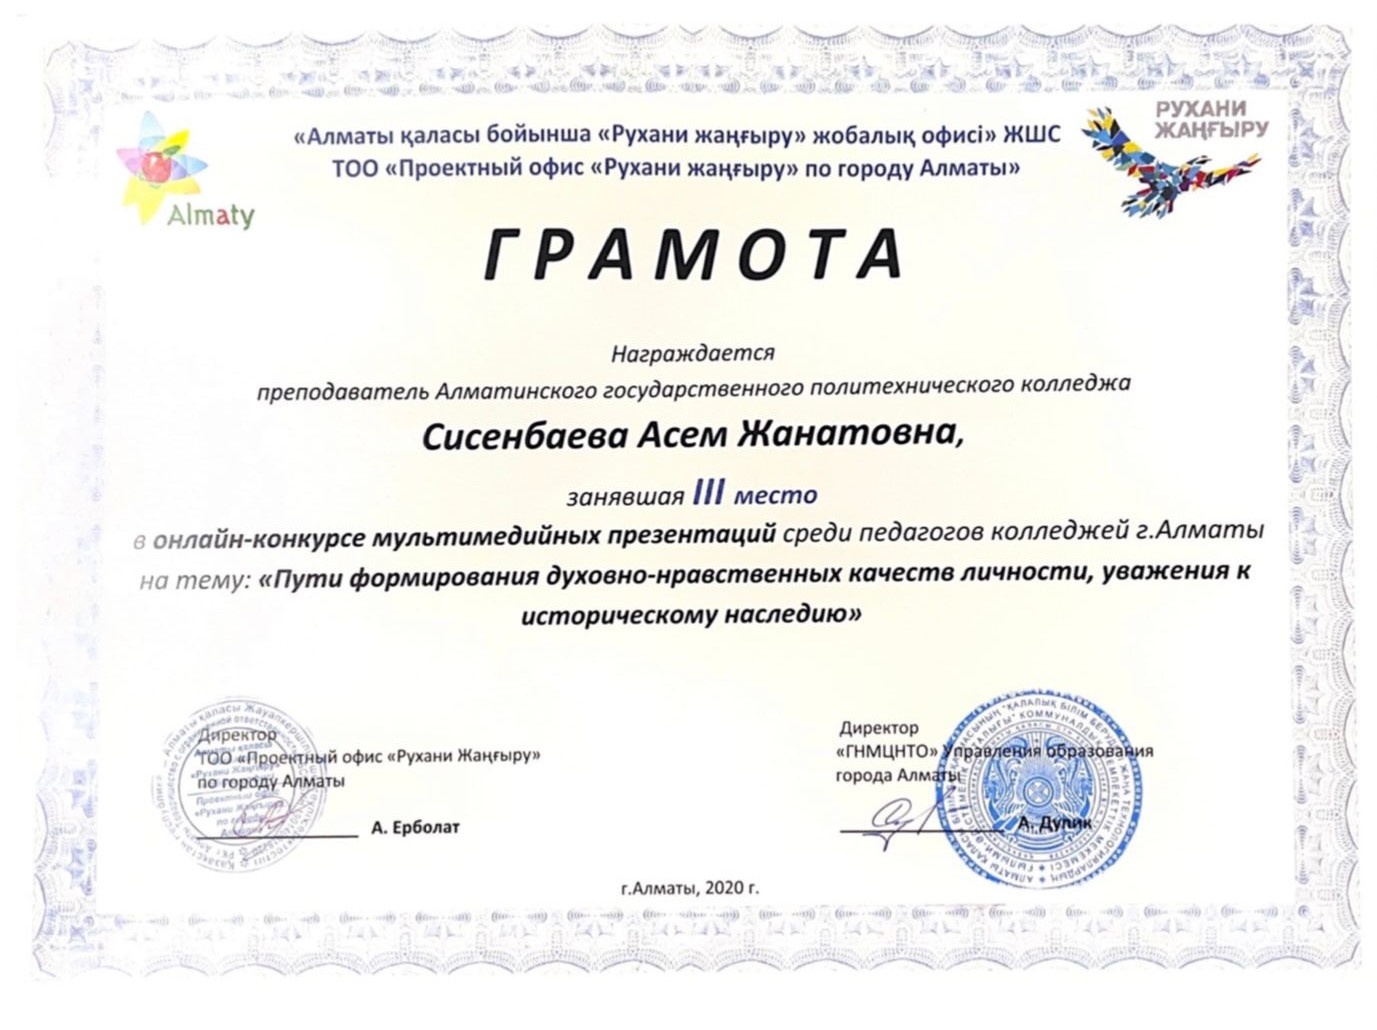 «Алматы қаласы бойынша «Рухани жаңғыру» жобалық офисі» ЖШС
ТОО «Проектный офис «Рухани жаңғыру» по городу Алматы»
Almaty
РУХАНИ
ЖАҢҒЫРУ
ГРАМОТА
Награждается
преподаватель Алматинского государственного политехнического колледжа
Сисенбаева Асем Жанатовна,
занявшая III место
в онлайн-конкурсе мультимедийных презентаций среди педагогов колледжей г.Алматы
на тему: «Пути формирования духовно-нравственных качеств личности, уважения к
историческому наследию»
Директор
ТОО «Проектный офис «Рухани Жаңғыру»
по городу Алматы
А. Ерболат
Директор
«ГНМЦНТО» Управления образования
города Алматы
А. Дулик
г.Алматы, 2020 г.